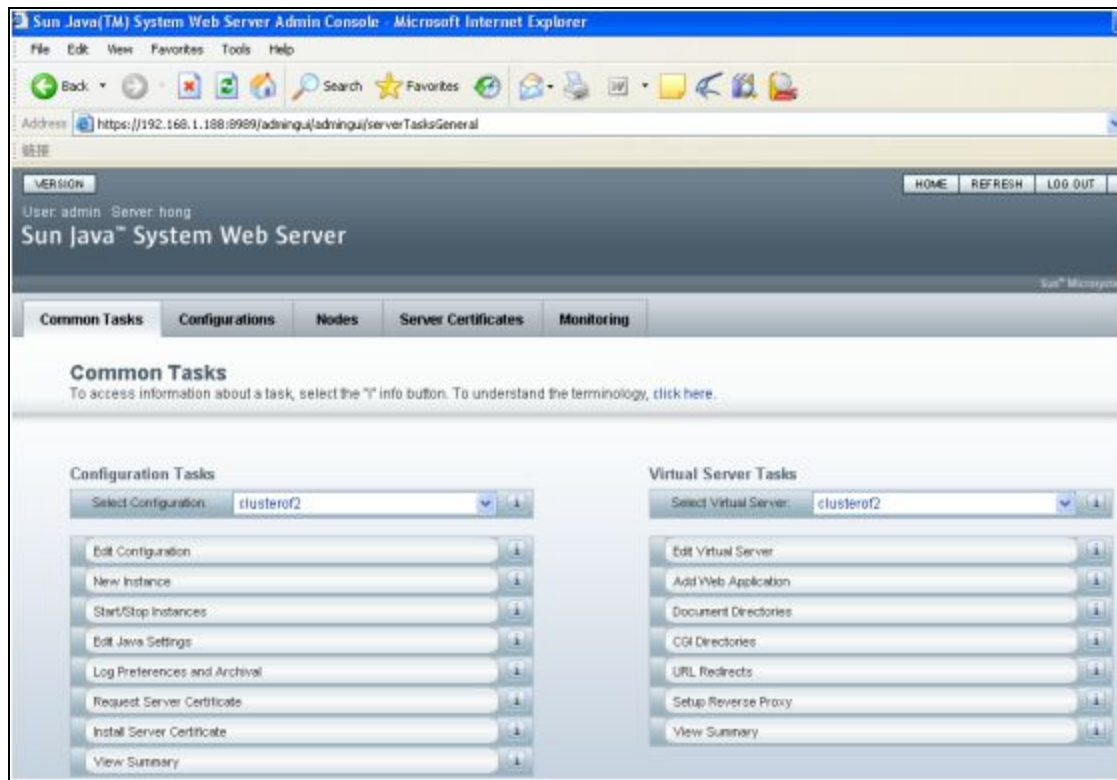 Sun Java(TM) System Web Server Admin Console - Microsoft Internet Explorer
File Edit View Favorites Tools Help
Back Search Favorites
Address https://192.168.1.188:8989/admingui/admingui/serverTasksGeneral
链接
VERSION HOME REFRESH LOG OUT
User: admin Server: hong
Sun Java™ System Web Server
Sun™ Microsyste
Common Tasks Configurations Nodes Server Certificates Monitoring
Common Tasks
To access information about a task, select the "i" info button. To understand the terminology, click here.
Configuration Tasks
Select Configuration: clusterof2
Edit Configuration
New Instance
Start/Stop Instances
Edit Java Settings
Log Preferences and Archival
Request Server Certificate
Install Server Certificate
View Summary
Virtual Server Tasks
Select Virtual Server: clusterof2
Edit Virtual Server
Add Web Application
Document Directories
CGI Directories
URL Redirects
Setup Reverse Proxy
View Summary